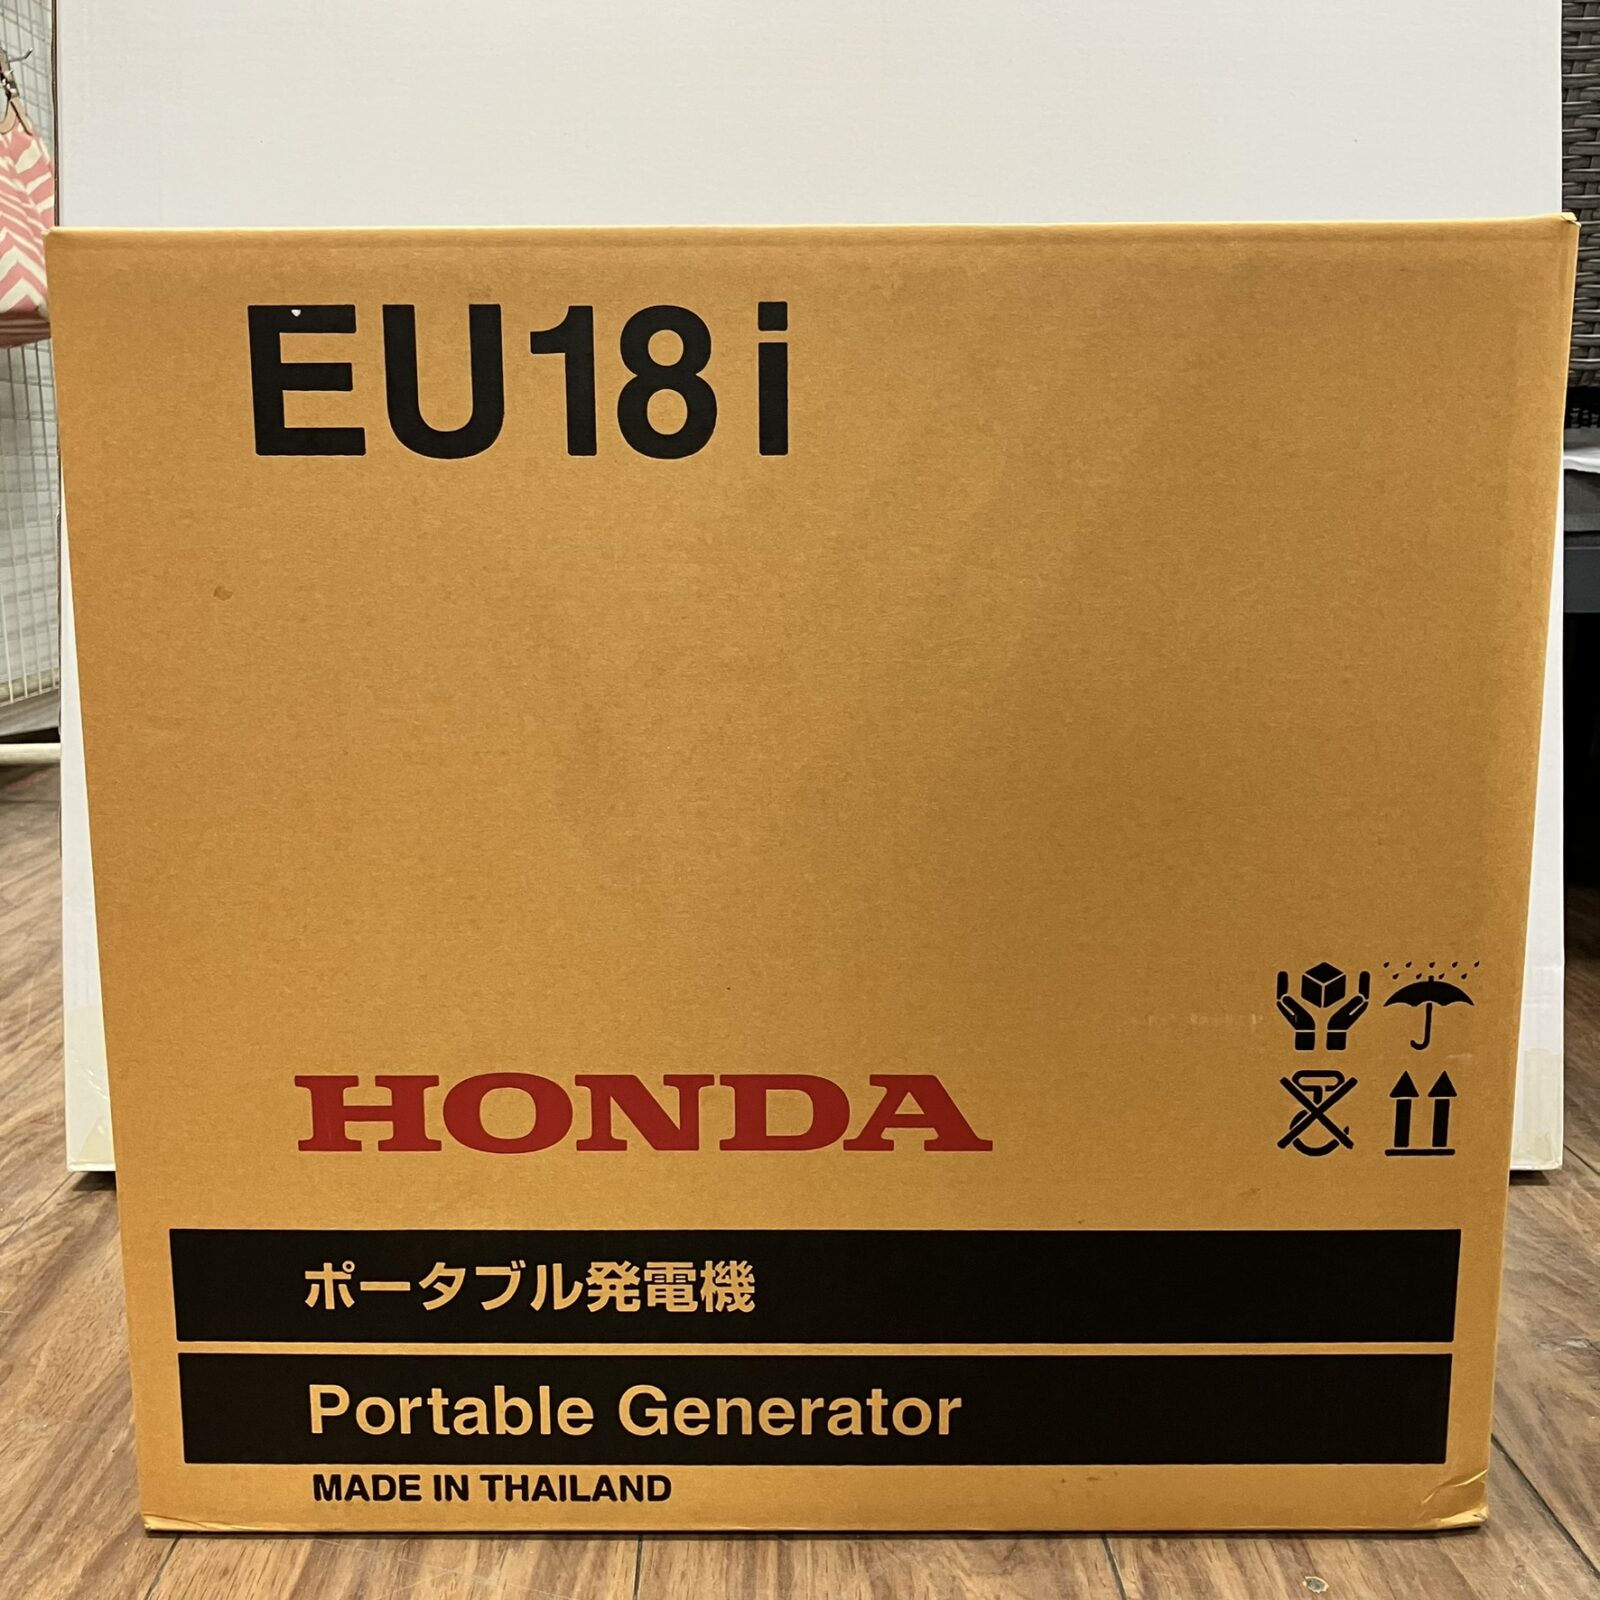 EU18i
HONDA
ポータブル発電機
Portable Generator
MADE IN THAILAND